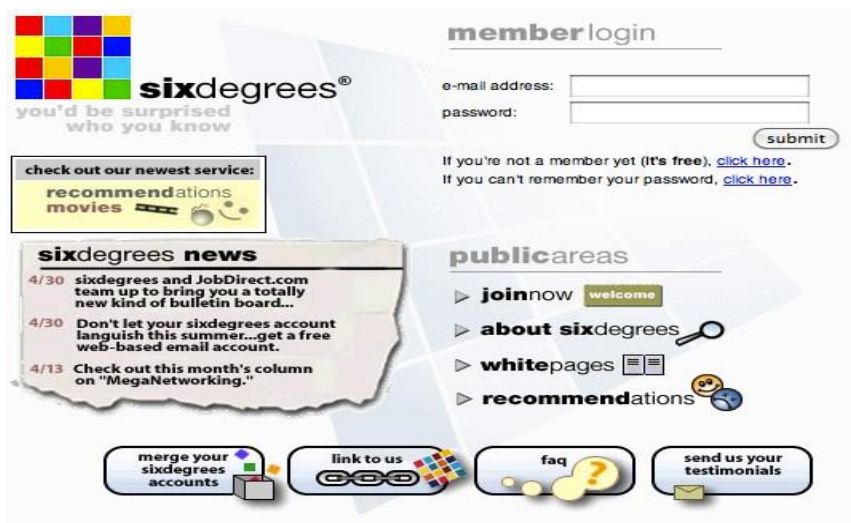 sixdegrees®
you'd be surprised
who you know
memberlogin
e-mail address:
password:
submit
If you're not a member yet (it's free), click here.
If you can't remember your password, click here.
check out our newest service:
recommendations
movies
sixdegrees news
4/30 sixdegrees and JobDirect.com
team up to bring you a totally
new kind of bulletin board...
4/30 Don't let your sixdegrees account
languish this summer...get a free
web-based email account.
4/13 Check out this month's column
on "MegaNetworking."
publicareas
joinnow welcome
about sixdegrees
whitepages
recommendations
merge your
sixdegrees
accounts
link to us
faq
?
send us your
testimonials